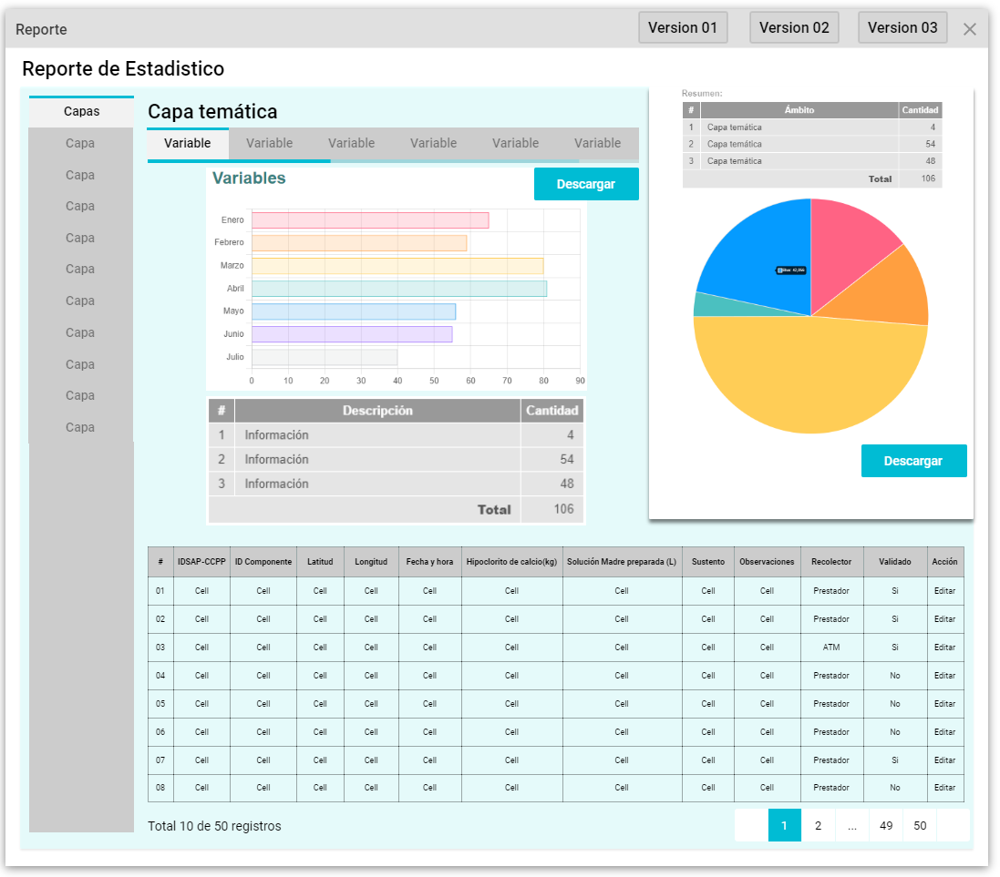 Reporte
Version 01
Version 02
Version 03
Reporte de Estadistico
Capas
Capa
Capa
Capa
Capa
Capa
Capa
Capa
Capa
Capa
Capa
Capa temática
Variable Variable Variable Variable Variable Variable
Variables
Descargar
Enero
Febrero
Marzo
Abril
Mayo
Junio
Julio
0 10 20 30 40 50 60 70 80 90
# Descripción Cantidad
1 Información 4
2 Información 54
3 Información 48
Total 106
Resumen:
# Ámbito Cantidad
1 Capa temática 4
2 Capa temática 54
3 Capa temática 48
Total 106
Descargar
# IDSAP-CCPP ID Componente Latitud Longitud Fecha y hora Hipoclorito de calcio(kg) Solución Madre preparada (L) Sustento Observaciones Recolector Validado Acción
01 Cell Cell Cell Cell Cell Cell Cell Cell Cell Prestador Si Editar
02 Cell Cell Cell Cell Cell Cell Cell Cell Cell Prestador Si Editar
03 Cell Cell Cell Cell Cell Cell Cell Cell Cell ATM Si Editar
04 Cell Cell Cell Cell Cell Cell Cell Cell Cell Prestador No Editar
05 Cell Cell Cell Cell Cell Cell Cell Cell Cell Prestador No Editar
06 Cell Cell Cell Cell Cell Cell Cell Cell Cell Prestador No Editar
07 Cell Cell Cell Cell Cell Cell Cell Cell Cell Prestador Si Editar
08 Cell Cell Cell Cell Cell Cell Cell Cell Cell Prestador No Editar
Total 10 de 50 registros
1 2 ... 49 50